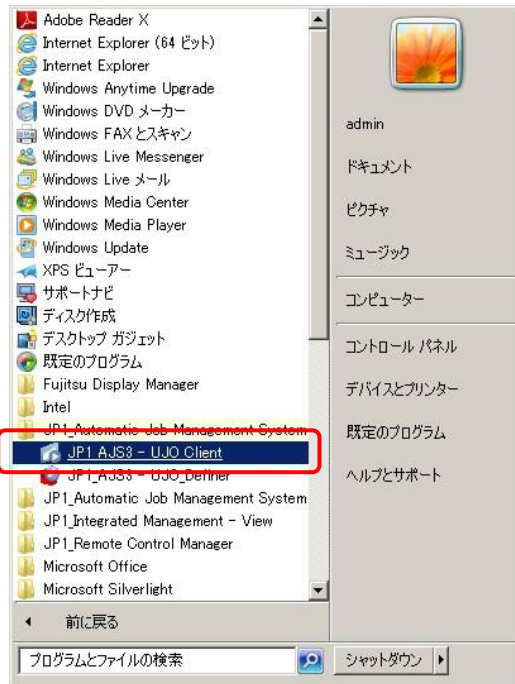 Adobe Reader X
Internet Explorer (64 ビット)
Internet Explorer
Windows Anytime Upgrade
Windows DVD メーカー
Windows FAX とスキャン
Windows Live Messenger
Windows Live メール
Windows Media Center
Windows Media Player
Windows Update
XPS ビューアー
サポートナビ
ディスク作成
デスクトップ ガジェット
既定のプログラム
Fujitsu Display Manager
Intel
JP1_Automatic Job Management System
JP1_AJS3 - UJO Client
JP1_AJS3 - UJO_Definer
JP1_Automatic Job Management System
JP1_Integrated Management - View
JP1_Remote Control Manager
Microsoft Office
Microsoft Silverlight
前に戻る
プログラムとファイルの検索
admin
ドキュメント
ピクチャ
ミュージック
コンピューター
コントロール パネル
デバイスとプリンター
既定のプログラム
ヘルプとサポート
シャットダウン